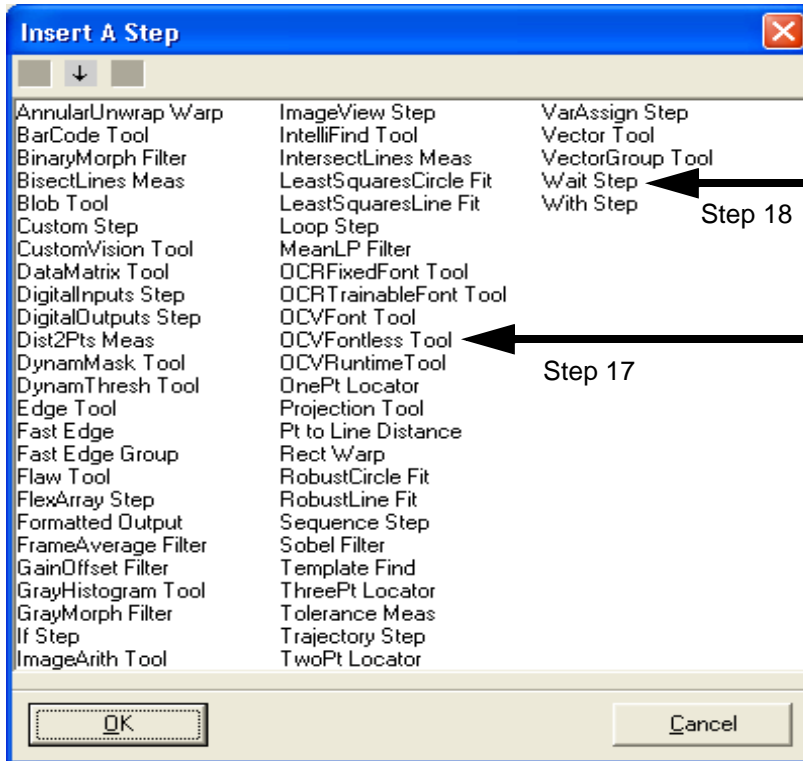 Insert A Step
AnnularUnwrap Warp
BarCode Tool
BinaryMorph Filter
BisectLines Meas
Blob Tool
Custom Step
CustomVision Tool
DataMatrix Tool
DigitalInputs Step
DigitalOutputs Step
Dist2Pts Meas
DynamMask Tool
DynamThresh Tool
Edge Tool
Fast Edge
Fast Edge Group
Flaw Tool
FlexArray Step
Formatted Output
FrameAverage Filter
GainOffset Filter
GrayHistogram Tool
GrayMorph Filter
If Step
ImageArith Tool
ImageView Step
IntelliFind Tool
IntersectLines Meas
LeastSquaresCircle Fit
LeastSquaresLine Fit
Loop Step
MeanLP Filter
OCRFixedFont Tool
OCRTrainableFont Tool
OCVFont Tool
OCVFontless Tool
OCVRuntimeTool
OnePt Locator
Projection Tool
Pt to Line Distance
Rect Warp
RobustCircle Fit
RobustLine Fit
Sequence Step
Sobel Filter
Template Find
ThreePt Locator
Tolerance Meas
Trajectory Step
TwoPt Locator
VarAssign Step
Vector Tool
VectorGroup Tool
Wait Step
With Step
Step 18
Step 17
OK
Cancel